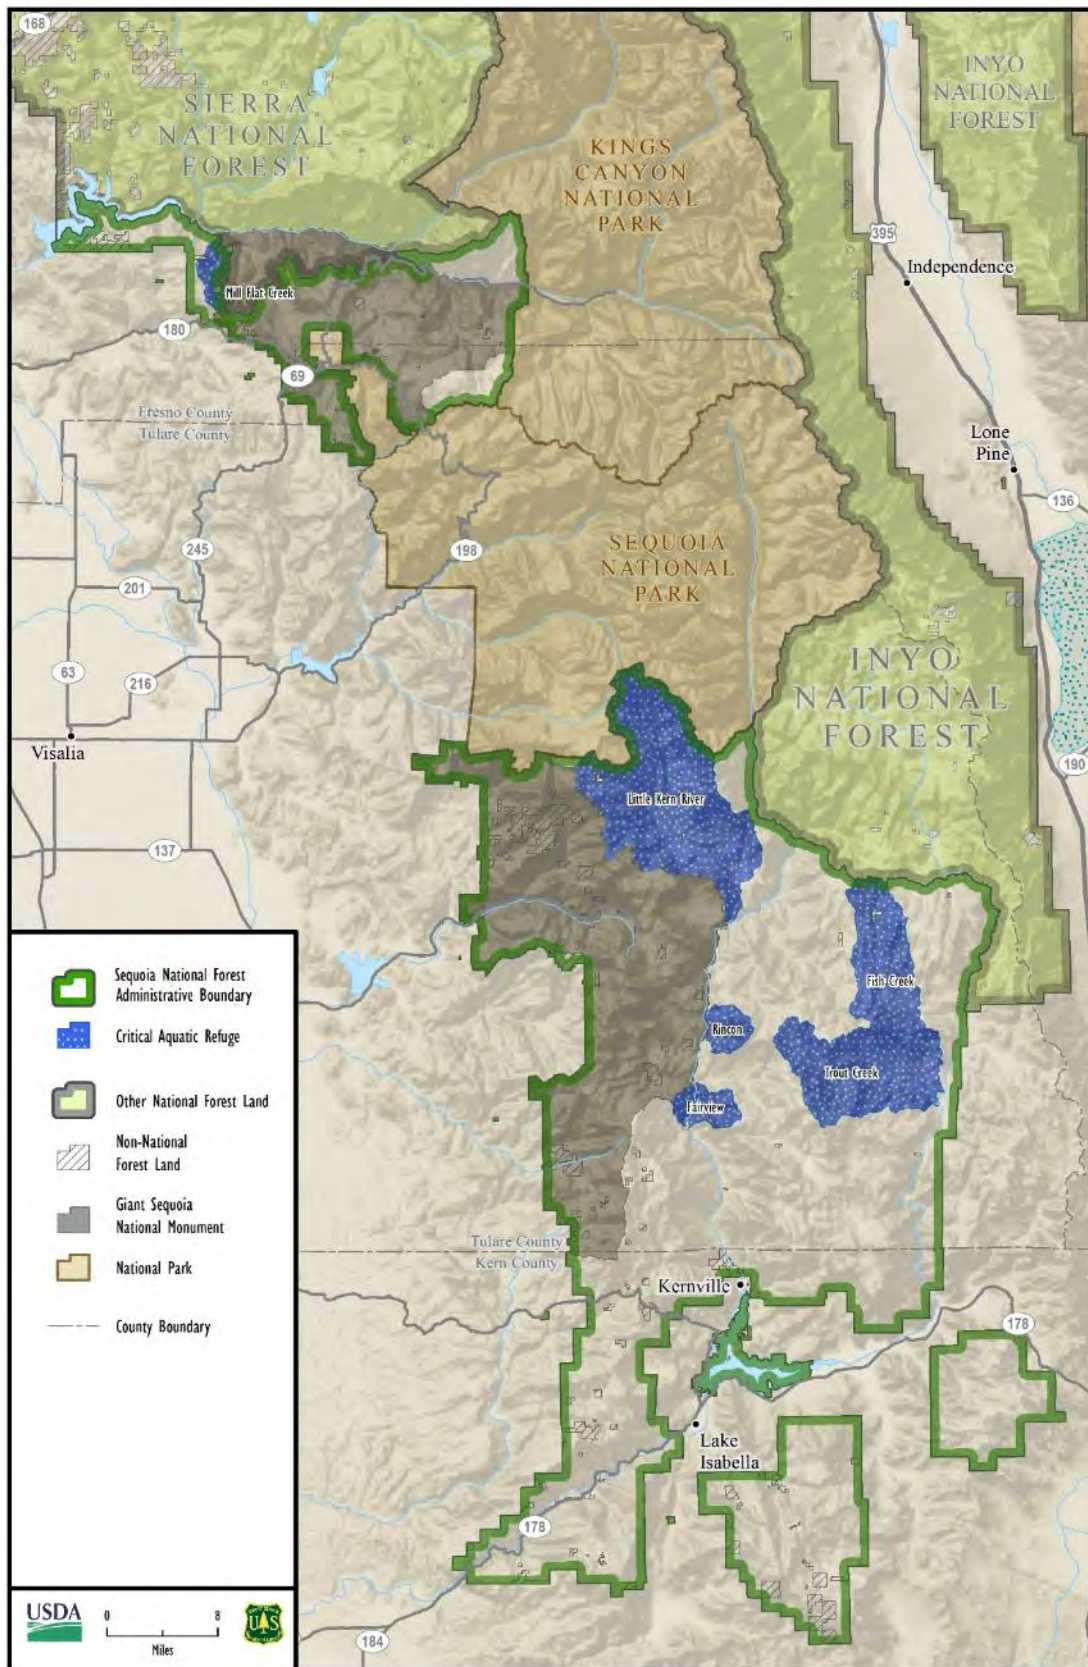 168
SIERRA
NATIONAL
FOREST
KINGS
CANYON
NATIONAL
PARK
INYO
NATIONAL
FOREST
395
Independence
Mill Flat Creek
180
69
Fresno County
Tulare County
Lone
Pine
136
245
198
SEQUOIA
NATIONAL
PARK
201
63
216
Visalia
INYO
NATIONAL
FOREST
190
Little Kern River
137
Fish Creek
Rincon
Trout Creek
Fairview
Tulare County
Kern County
Kernville
178
Lake
Isabella
178
184
Sequoia National Forest
Administrative Boundary
Critical Aquatic Refuge
Other National Forest Land
Non-National
Forest Land
Giant Sequoia
National Monument
National Park
County Boundary
USDA
0 8
Miles
U S